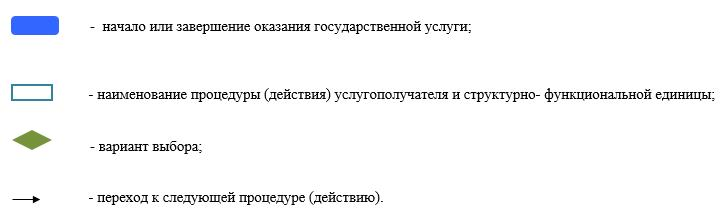 - начало или завершение оказания государственной услуги;
- наименование процедуры (действия) услугополучателя и структурно- функциональной единицы;
- вариант выбора;
- переход к следующей процедуре (действию).